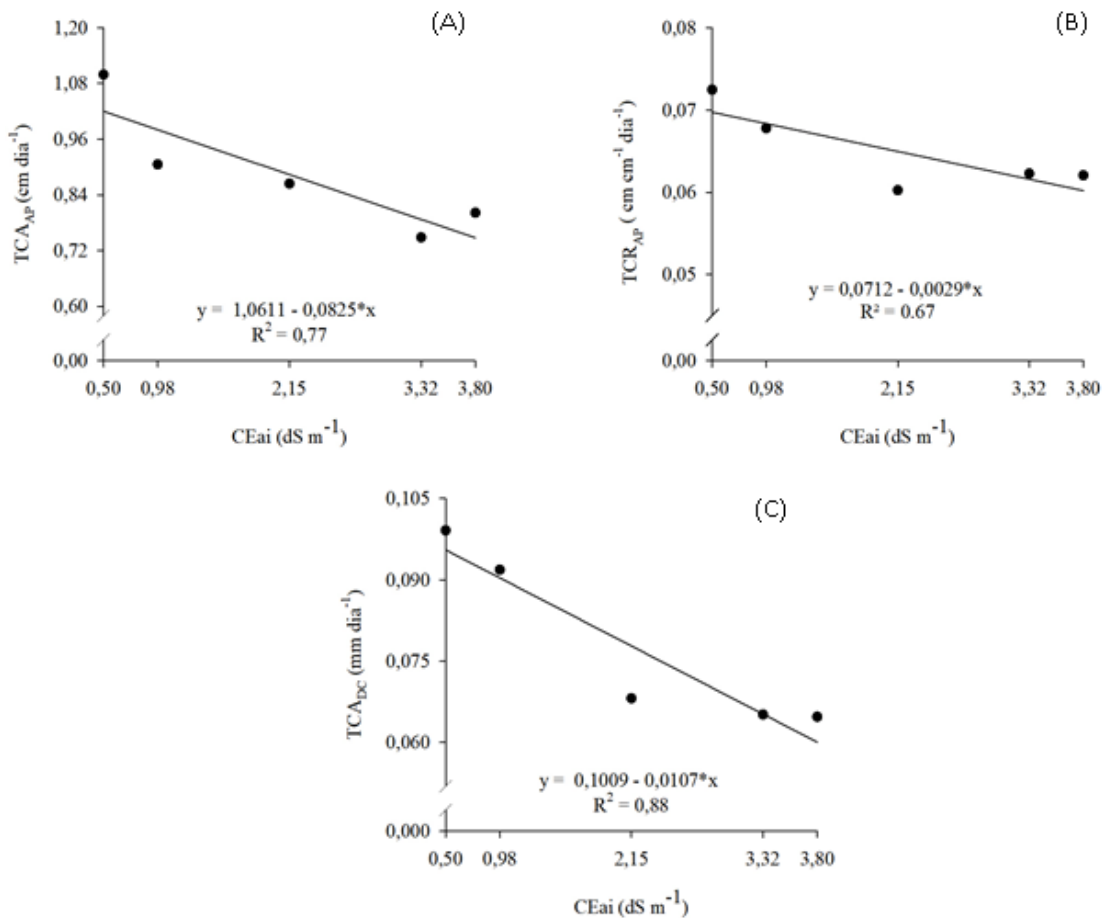 (A)
1,20
1,08
0,96
0,84
0,72
0,60
0,00
TCA_AP (cm dia⁻¹)
y = 1,0611 - 0,0825*x
R² = 0,77
0,50 0,98 2,15 3,32 3,80
CEai (dS m⁻¹)
(B)
0,08
0,07
0,06
0,05
0,00
TCR_AP ( cm cm⁻¹ dia⁻¹)
y = 0,0712 - 0,0029*x
R² = 0.67
0,50 0,98 2,15 3,32 3,80
CEai (dS m⁻¹)
(C)
0,105
0,090
0,075
0,060
0,000
TCA_DC (mm dia⁻¹)
y = 0,1009 - 0,0107*x
R² = 0,88
0,50 0,98 2,15 3,32 3,80
CEai (dS m⁻¹)